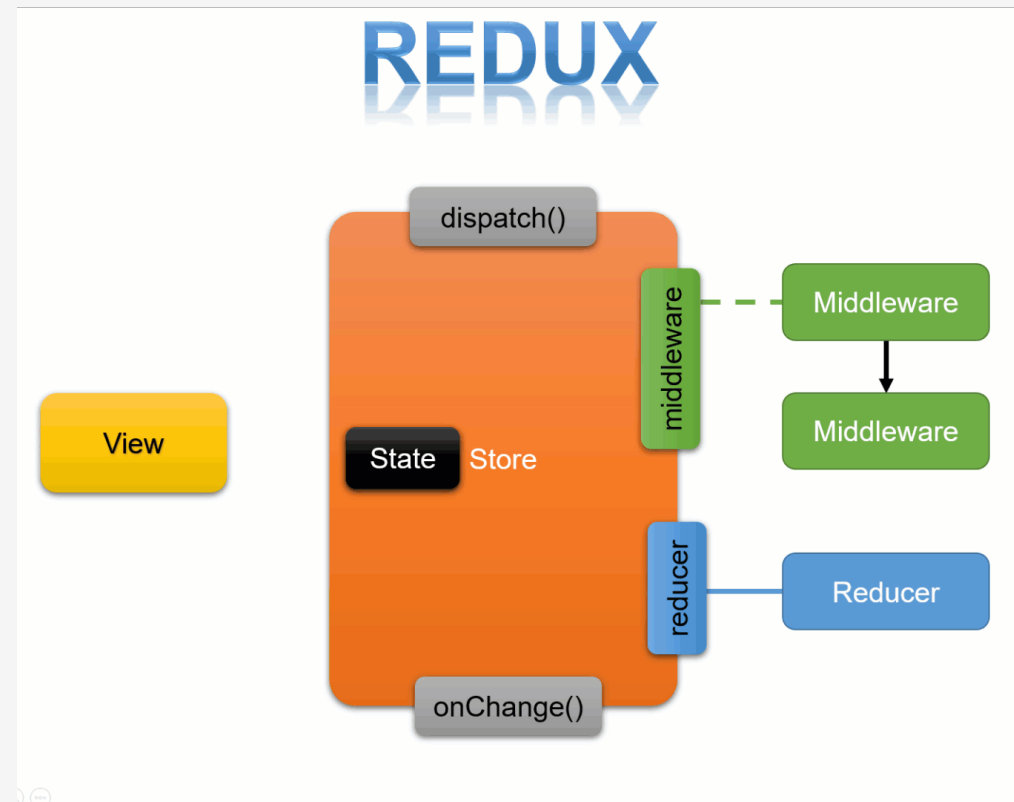 REDUX
dispatch()
middleware
Middleware
Middleware
View
State
Store
reducer
Reducer
onChange()